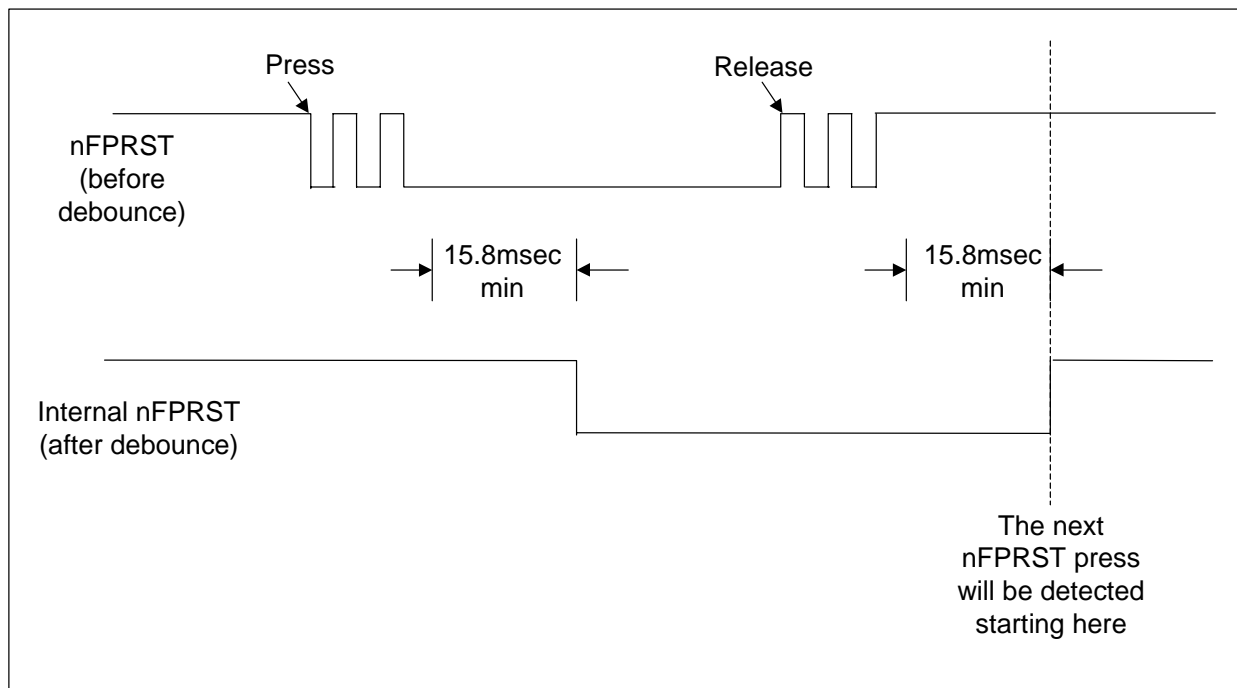 Press
Release
nFPRST
(before
debounce)
15.8msec
min
15.8msec
min
Internal nFPRST
(after debounce)
The next
nFPRST press
will be detected
starting here